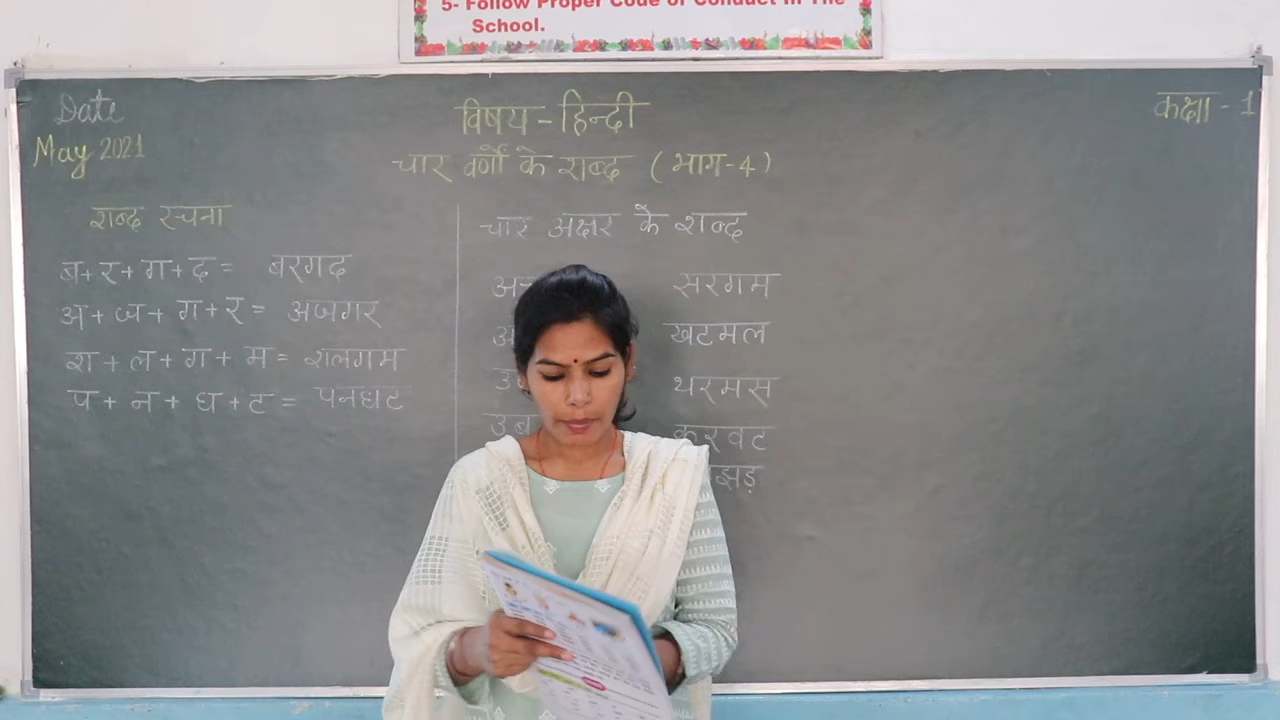 5- Follow Proper Code of Conduct in The
School.
Date
May 2021
विषय - हिन्दी
कक्षा - 1
चार वर्णों के शब्द ( भाग-4 )
शब्द रचना
ब+र+ग+द = बरगद
अ+ज+ग+र = अजगर
श+ल+ग+म = शलगम
प+न+घ+ट = पनघट
चार अक्षर के शब्द
सरगम
खटमल
थरमस
करवट